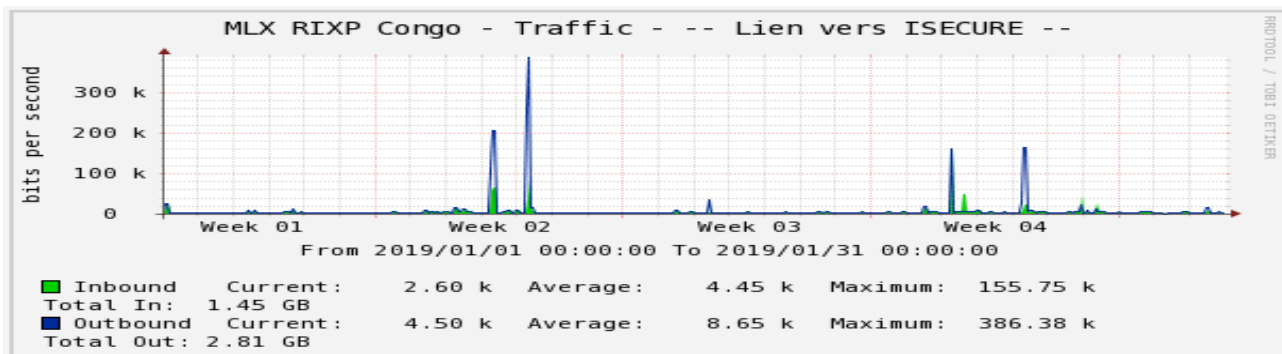 MLX RIXP Congo - Traffic - -- Lien vers ISECURE --
RRDTOOL / TOBI OETIKER
bits per second
300 k
200 k
100 k
0
Week 01 Week 02 Week 03 Week 04
From 2019/01/01 00:00:00 To 2019/01/31 00:00:00
Inbound Current: 2.60 k Average: 4.45 k Maximum: 155.75 k
Total In: 1.45 GB
Outbound Current: 4.50 k Average: 8.65 k Maximum: 386.38 k
Total Out: 2.81 GB